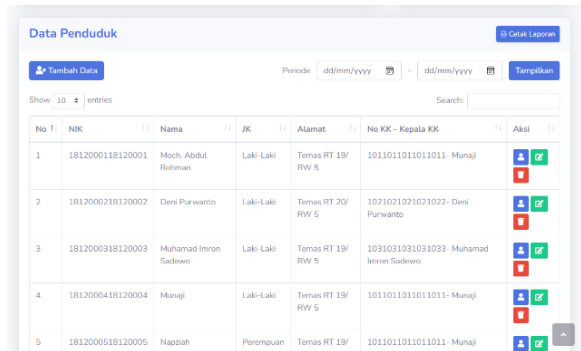 Data Penduduk
Cetak Laporan
Tambah Data
Periode dd/mm/yyyy - dd/mm/yyyy Tampilkan
Show 10 entries
Search:
No NIK Nama JK Alamat No KK - Kepala KK Aksi
1 1812000118120001 Moch. Abdul Laki-Laki Temas RT 19/ 1011011011011011- Munaji
Rohman RW 5
2 1812000218120002 Deni Purwanto Laki-Laki Temas RT 20/ 1021021021021022- Deni
RW 5 Purwanto
3 1812000318120003 Muhamad Imron Laki-Laki Temas RT 19/ 1031031031031033- Muhamad
Sadewo RW 5 Imron Sadewo
4 1812000418120004 Munaji Laki-Laki Temas RT 19/ 1011011011011011- Munaji
RW 5
5 1812000518120005 Napziah Perempuan Temas RT 19/ 1011011011011011- Munaji